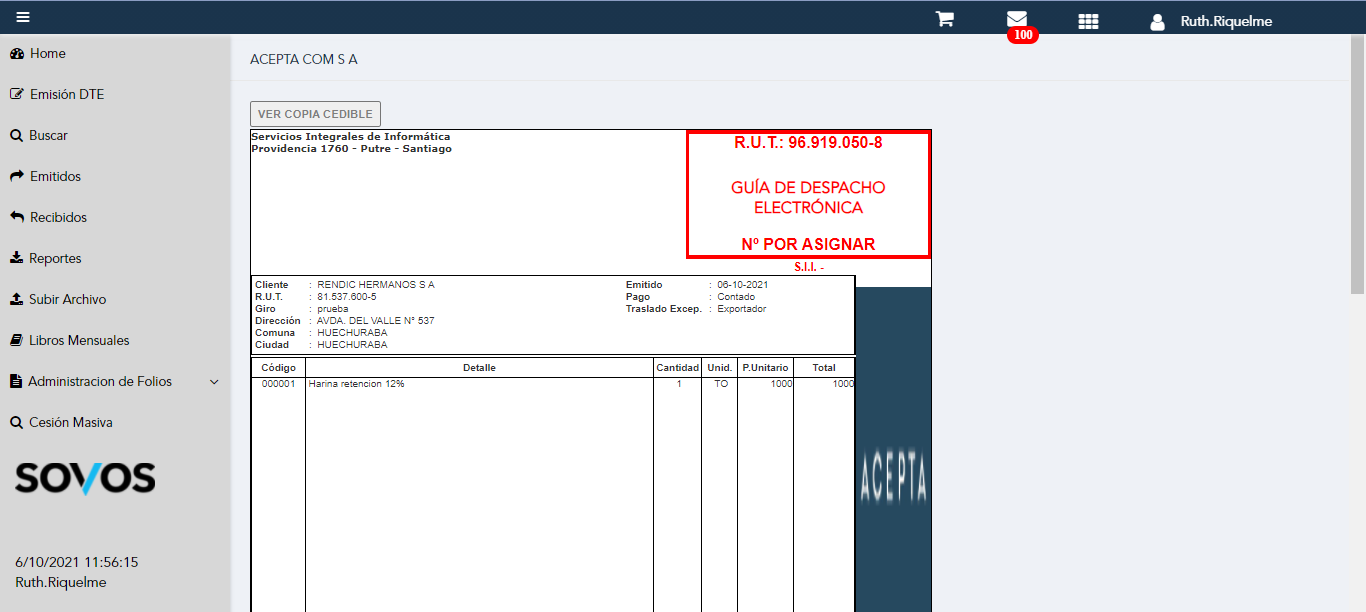 Ruth.Riquelme
100
Home
Emisión DTE
Buscar
Emitidos
Recibidos
Reportes
Subir Archivo
Libros Mensuales
Administracion de Folios
Cesión Masiva
SOVOS
6/10/2021 11:56:15
Ruth.Riquelme
ACEPTA COM S A
VER COPIA CEDIBLE
Servicios Integrales de Informática
Providencia 1760 - Putre - Santiago
R.U.T.: 96.919.050-8
GUÍA DE DESPACHO
ELECTRÓNICA
Nº POR ASIGNAR
S.I.I. -
Cliente : RENDIC HERMANOS S A Emitido : 06-10-2021
R.U.T. : 81.537.600-5 Pago : Contado
Giro : prueba Traslado Excep. : Exportador
Dirección : AVDA. DEL VALLE N° 537
Comuna : HUECHURABA
Ciudad : HUECHURABA
Código Detalle Cantidad Unid. P.Unitario Total
000001 Harina retencion 12% 1 TO 1000 1000
ACEPTA